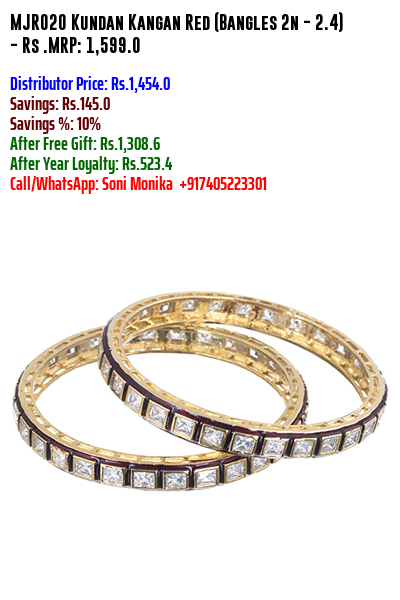 MJR020 Kundan Kangan Red (Bangles 2n - 2.4)
- Rs .MRP: 1,599.0
Distributor Price: Rs.1,454.0
Savings: Rs.145.0
Savings %: 10%
After Free Gift: Rs.1,308.6
After Year Loyalty: Rs.523.4
Call/WhatsApp: Soni Monika +917405223301